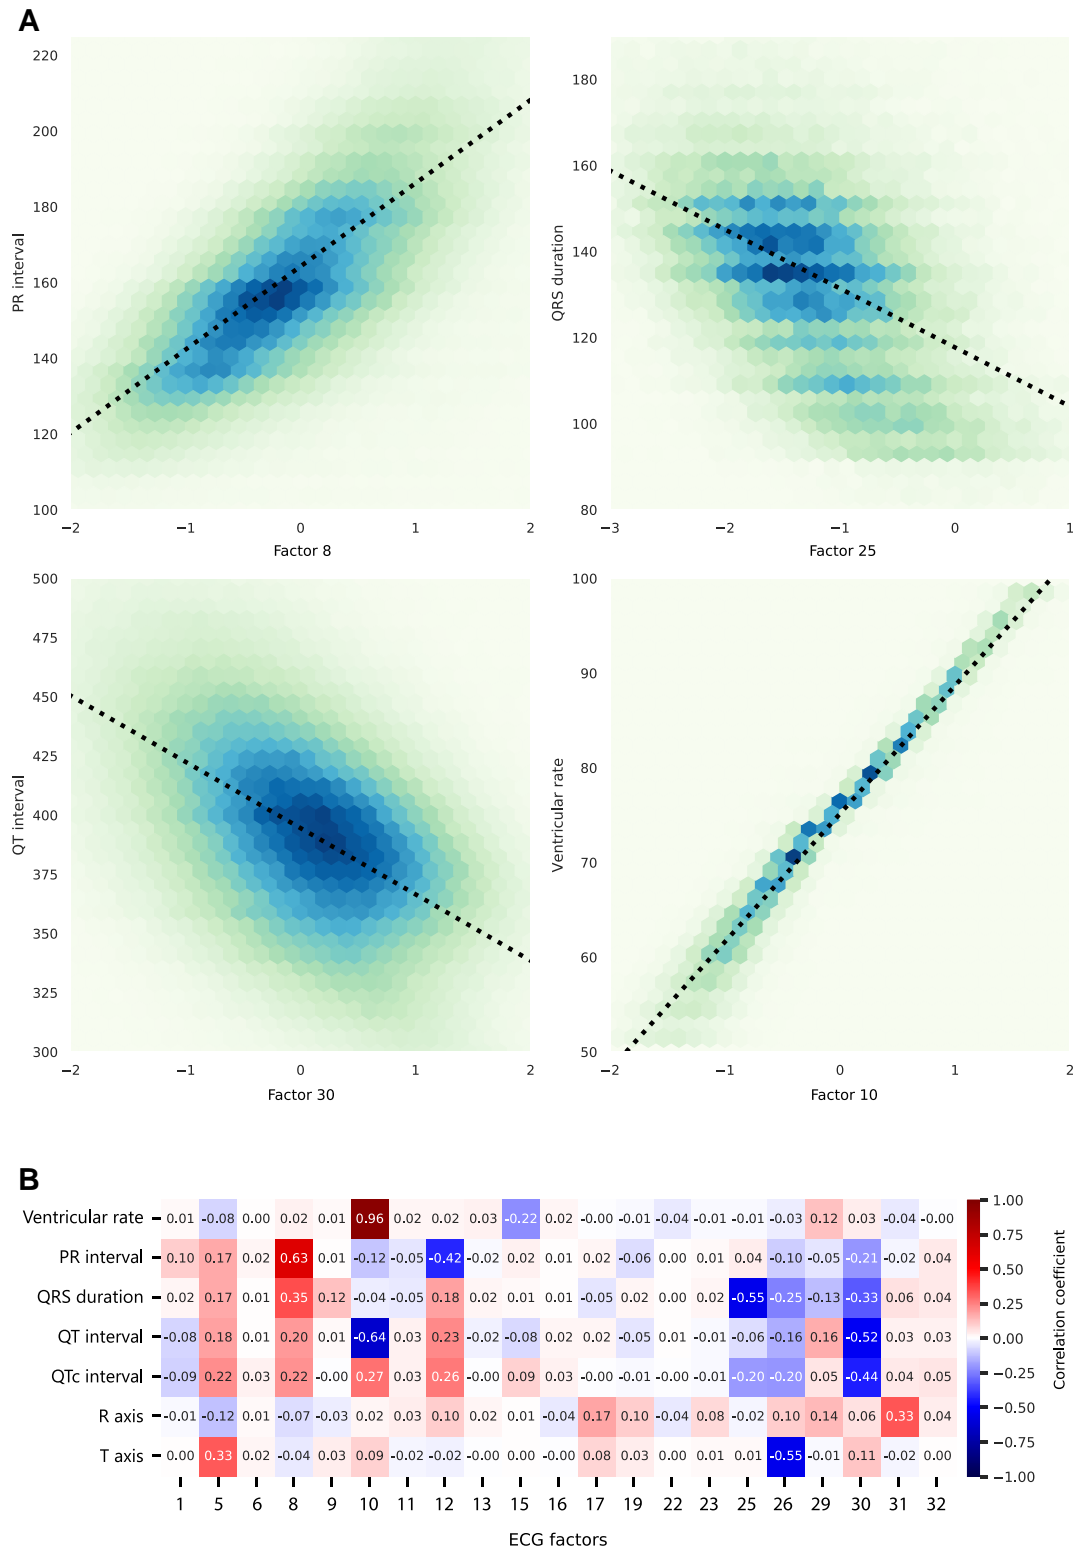 A
220
200
180
160
140
120
100
PR interval
−2
−1
0
1
2
Factor 8
180
160
140
120
100
80
QRS duration
−3
−2
−1
0
1
Factor 25
500
475
450
425
400
375
350
325
300
QT interval
−2
−1
0
1
2
Factor 30
100
90
80
70
60
50
Ventricular rate
−2
−1
0
1
2
Factor 10
B
Ventricular rate 0.01 -0.08 0.00 0.02 0.01 0.96 0.02 0.02 0.03 -0.22 0.02 -0.00 -0.01 -0.04 -0.01 -0.01 -0.03 0.12 0.03 -0.04 -0.00
PR interval 0.10 0.17 0.02 0.63 0.01 -0.12 -0.05 -0.42 -0.02 0.02 0.01 0.02 -0.06 0.00 0.01 0.04 -0.10 -0.05 -0.21 -0.02 0.04
QRS duration 0.02 0.17 0.01 0.35 0.12 -0.04 -0.05 0.18 0.02 0.01 0.01 -0.05 0.02 0.00 0.02 -0.55 -0.25 -0.13 -0.33 0.06 0.04
QT interval -0.08 0.18 0.01 0.20 0.01 -0.64 0.03 0.23 -0.02 -0.08 0.02 0.02 -0.05 0.01 -0.01 -0.06 -0.16 0.16 -0.52 0.03 0.03
QTc interval -0.09 0.22 0.03 0.22 -0.00 0.27 0.03 0.26 -0.00 0.09 0.03 -0.00 -0.00 -0.01 -0.00 -0.20 -0.20 0.05 -0.44 0.04 0.05
R axis -0.01 -0.12 0.01 -0.07 -0.03 0.02 0.03 0.10 0.02 0.01 -0.04 0.17 0.10 -0.04 0.08 -0.02 0.10 0.14 0.06 0.33 0.04
T axis 0.00 0.33 0.02 -0.04 0.03 0.09 -0.02 -0.02 -0.00 0.00 -0.00 0.08 0.03 0.00 0.01 0.01 -0.55 -0.01 0.11 -0.02 0.00
1 5 6 8 9 10 11 12 13 15 16 17 19 22 23 25 26 29 30 31 32
ECG factors
1.00
0.75
0.50
0.25
0.00
−0.25
−0.50
−0.75
−1.00
Correlation coefficient